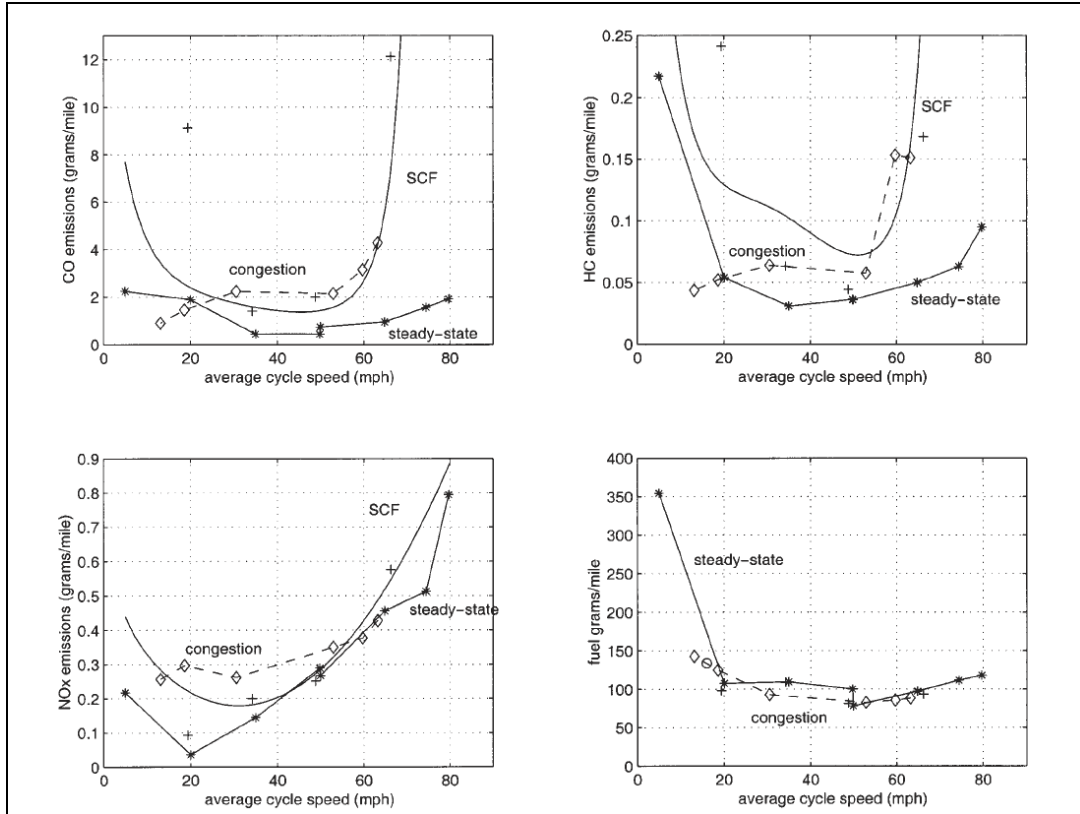 CO emissions (grams/mile)
12
10
8
6
4
2
0
SCF
congestion
steady-state
0 20 40 60 80
average cycle speed (mph)
HC emissions (grams/mile)
0.25
0.2
0.15
0.1
0.05
0
SCF
congestion
steady-state
0 20 40 60 80
average cycle speed (mph)
NOx emissions (grams/mile)
0.9
0.8
0.7
0.6
0.5
0.4
0.3
0.2
0.1
0
SCF
steady-state
congestion
0 20 40 60 80
average cycle speed (mph)
fuel grams/mile
400
350
300
250
200
150
100
50
0
steady-state
congestion
0 20 40 60 80
average cycle speed (mph)